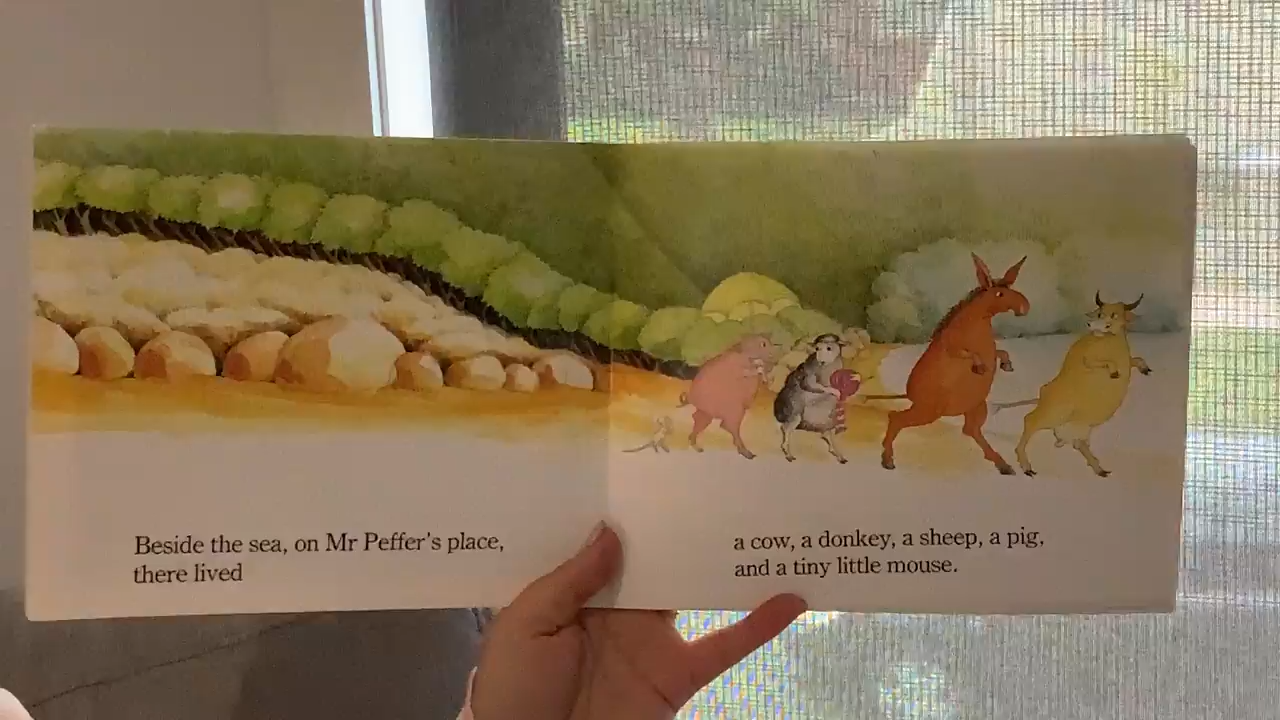 Beside the sea, on Mr Peffer's place,
there lived
a cow, a donkey, a sheep, a pig,
and a tiny little mouse.